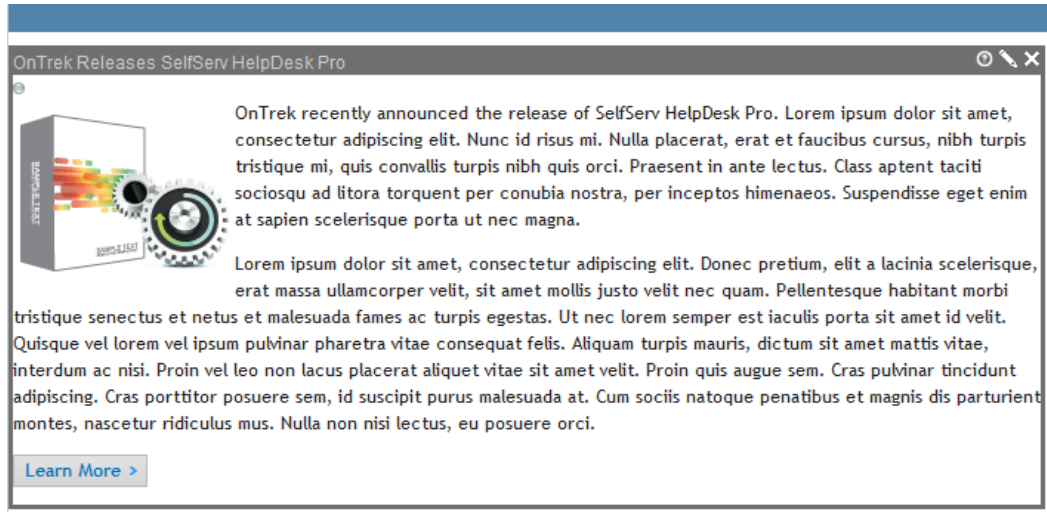 OnTrek Releases SelfServ HelpDesk Pro
OnTrek recently announced the release of SelfServ HelpDesk Pro. Lorem ipsum dolor sit amet,
consectetur adipiscing elit. Nunc id risus mi. Nulla placerat, erat et faucibus cursus, nibh turpis
tristique mi, quis convallis turpis nibh quis orci. Praesent in ante lectus. Class aptent taciti
sociosqu ad litora torquent per conubia nostra, per inceptos himenaeos. Suspendisse eget enim
at sapien scelerisque porta ut nec magna.
SAMPLE TEXT
SAMPLE TEXT
Lorem ipsum dolor sit amet, consectetur adipiscing elit. Donec pretium, elit a lacinia scelerisque,
erat massa ullamcorper velit, sit amet mollis justo velit nec quam. Pellentesque habitant morbi
tristique senectus et netus et malesuada fames ac turpis egestas. Ut nec lorem semper est iaculis porta sit amet id velit.
Quisque vel lorem vel ipsum pulvinar pharetra vitae consequat felis. Aliquam turpis mauris, dictum sit amet mattis vitae,
interdum ac nisi. Proin vel leo non lacus placerat aliquet vitae sit amet velit. Proin quis augue sem. Cras pulvinar tincidunt
adipiscing. Cras porttitor posuere sem, id suscipit purus malesuada at. Cum sociis natoque penatibus et magnis dis parturient
montes, nascetur ridiculus mus. Nulla non nisi lectus, eu posuere orci.
Learn More >